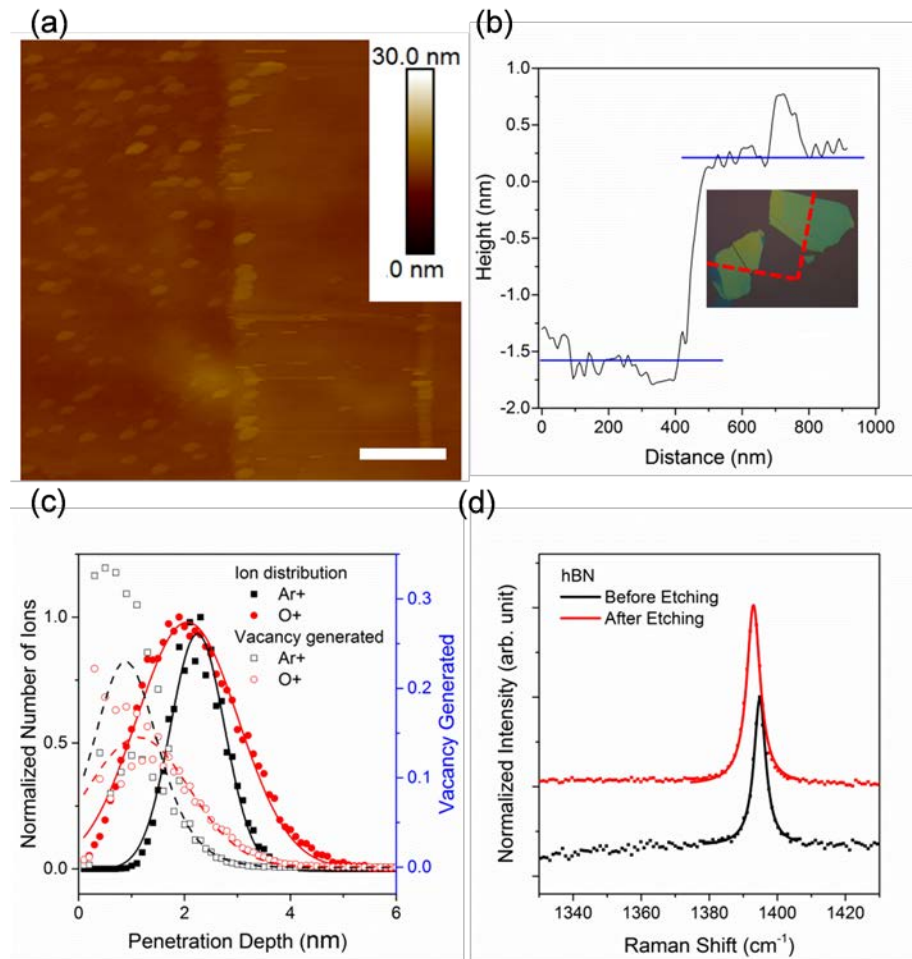 (a)
30.0 nm
.0 nm
(b)
1.0
0.5
0.0
-0.5
-1.0
-1.5
-2.0
Height (nm)
0 200 400 600 800 1000
Distance (nm)
(c)
Ion distribution
Ar+
O+
Vacancy generated
Ar+
O+
1.0
0.5
0.0
Normalized Number of Ions
0.3
0.2
0.1
0.0
Vacancy Generated
0 2 4 6
Penetration Depth (nm)
(d)
hBN
Before Etching
After Etching
Normalized Intensity (arb. unit)
1340 1360 1380 1400 1420
Raman Shift (cm⁻¹)